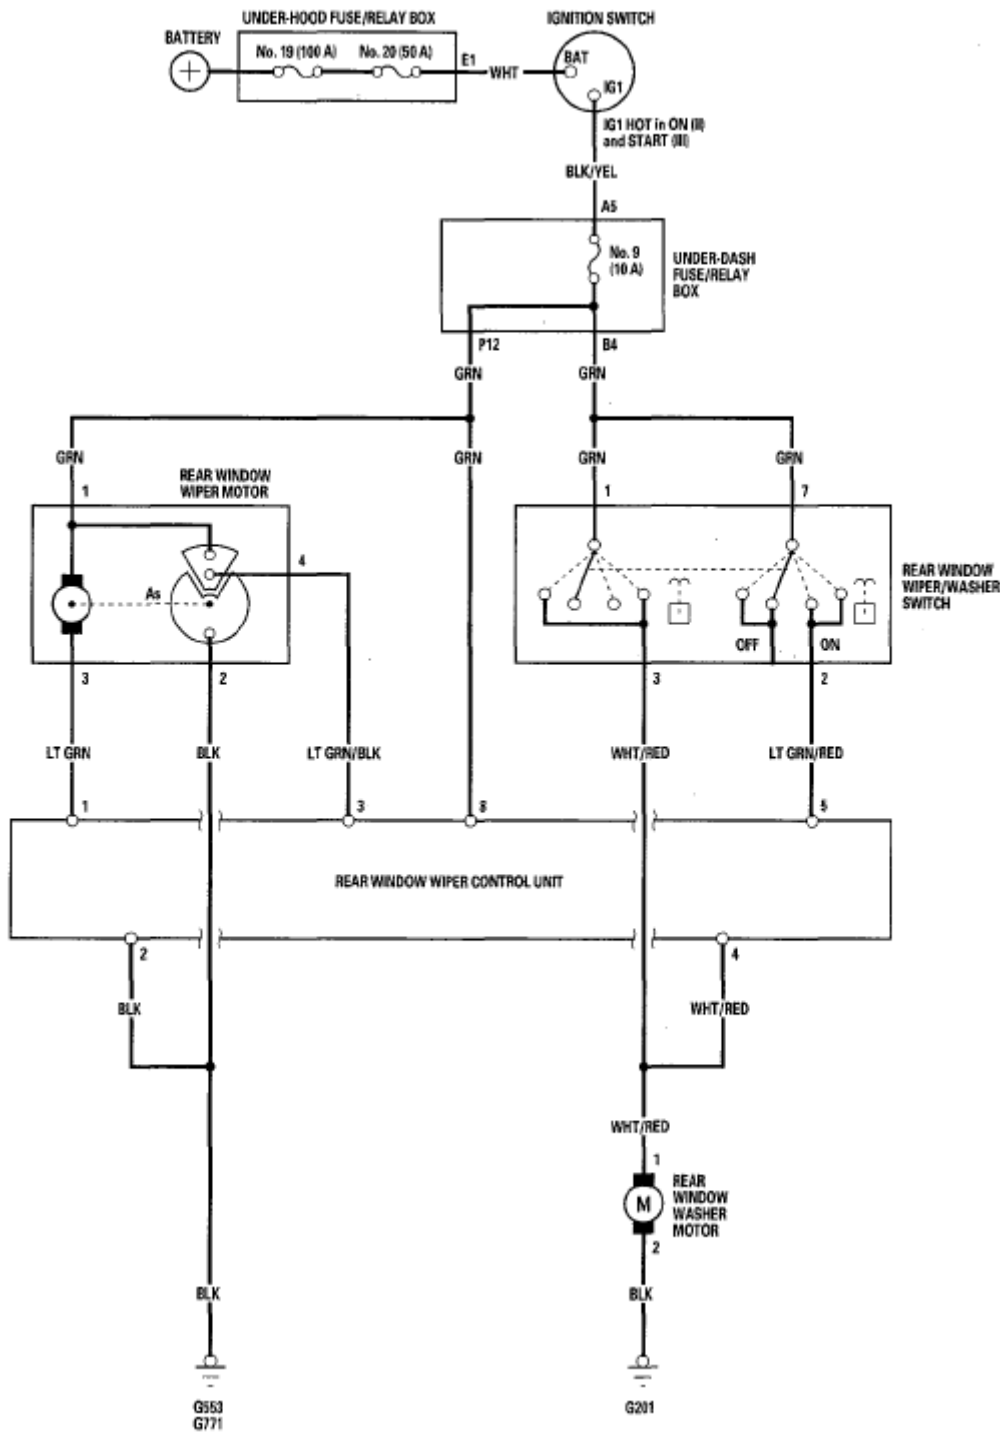 UNDER-HOOD FUSE/RELAY BOX
IGNITION SWITCH
BATTERY
No. 19 (100 A)
No. 20 (50 A)
E1
WHT
BAT
IG1
IG1 HOT in ON (II)
and START (III)
BLK/YEL
A5
No. 9
(10 A)
UNDER-DASH
FUSE/RELAY
BOX
P12
B4
GRN
GRN
GRN
GRN
GRN
GRN
REAR WINDOW
WIPER MOTOR
1
1
7
4
As
REAR WINDOW
WIPER/WASHER
SWITCH
OFF
ON
3
2
3
2
LT GRN
BLK
LT GRN/BLK
WHT/RED
LT GRN/RED
1
3
8
5
REAR WINDOW WIPER CONTROL UNIT
2
4
BLK
WHT/RED
WHT/RED
1
M
REAR
WINDOW
WASHER
MOTOR
2
BLK
BLK
G553
G771
G201